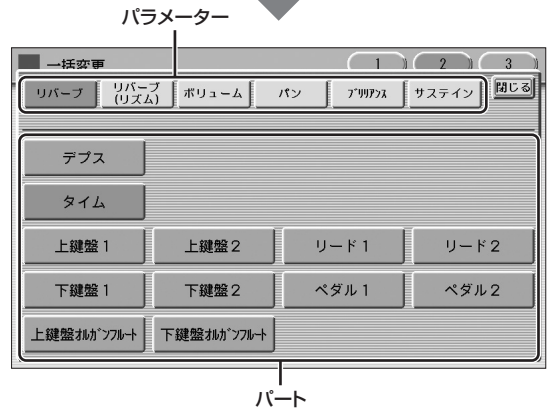 パラメーター
一括変更
1 2 3
リバーブ リバーブ ボリューム パン ブリリアンス サステイン 閉じる
(リズム)
デプス
タイム
上鍵盤1 上鍵盤2 リード1 リード2
下鍵盤1 下鍵盤2 ペダル1 ペダル2
上鍵盤オルガンフルート 下鍵盤オルガンフルート
パート